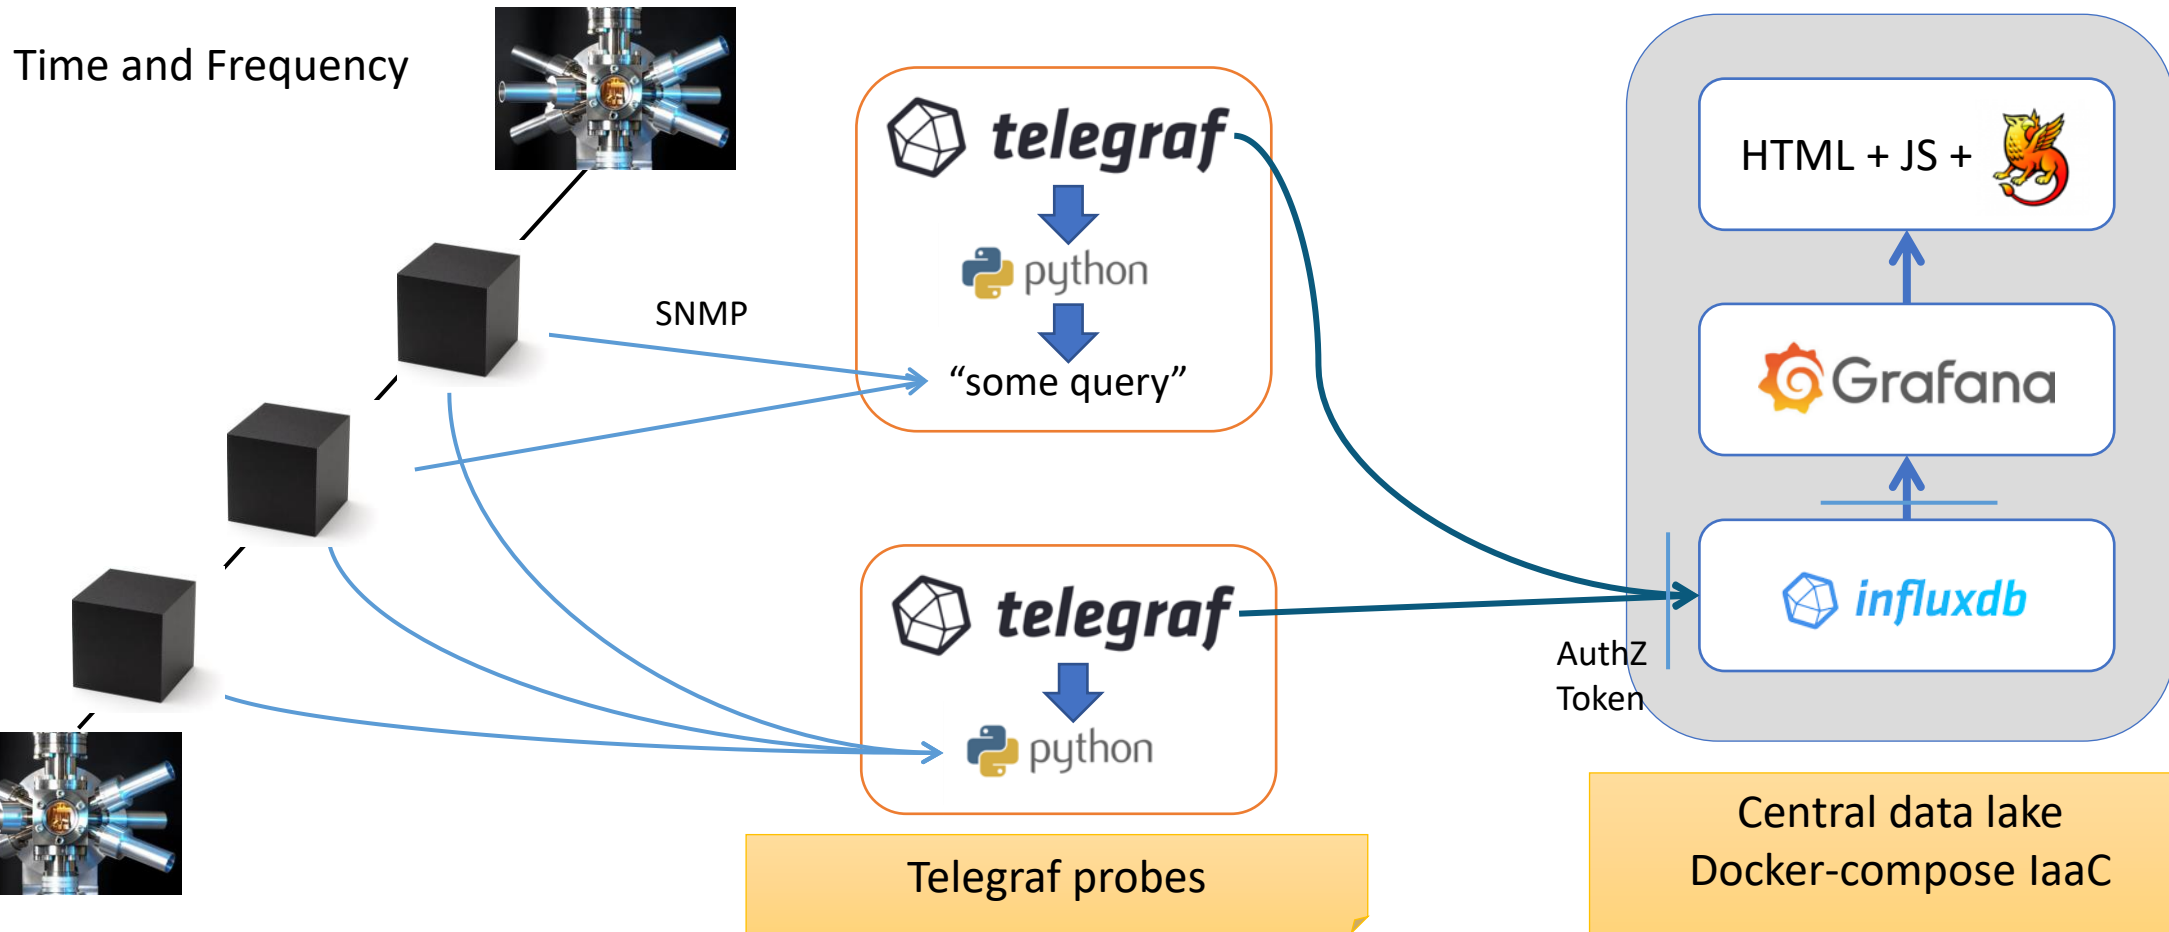 Time and Frequency
SNMP
telegraf
python
“some query”
telegraf
python
Telegraf probes
AuthZ
Token
HTML + JS +
Grafana
influxdb
Central data lake
Docker-compose IaaC